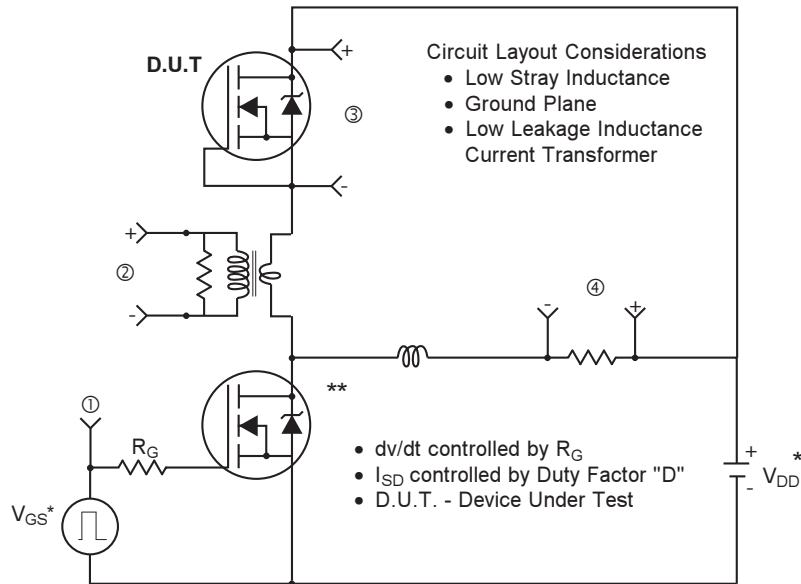 D.U.T
+
Circuit Layout Considerations
• Low Stray Inductance
• Ground Plane
• Low Leakage Inductance
Current Transformer
③
-
+
②
-
- ④ +
**
①
R_G
V_GS*
• dv/dt controlled by R_G
• I_SD controlled by Duty Factor "D"
• D.U.T. - Device Under Test
+
-
V_DD*